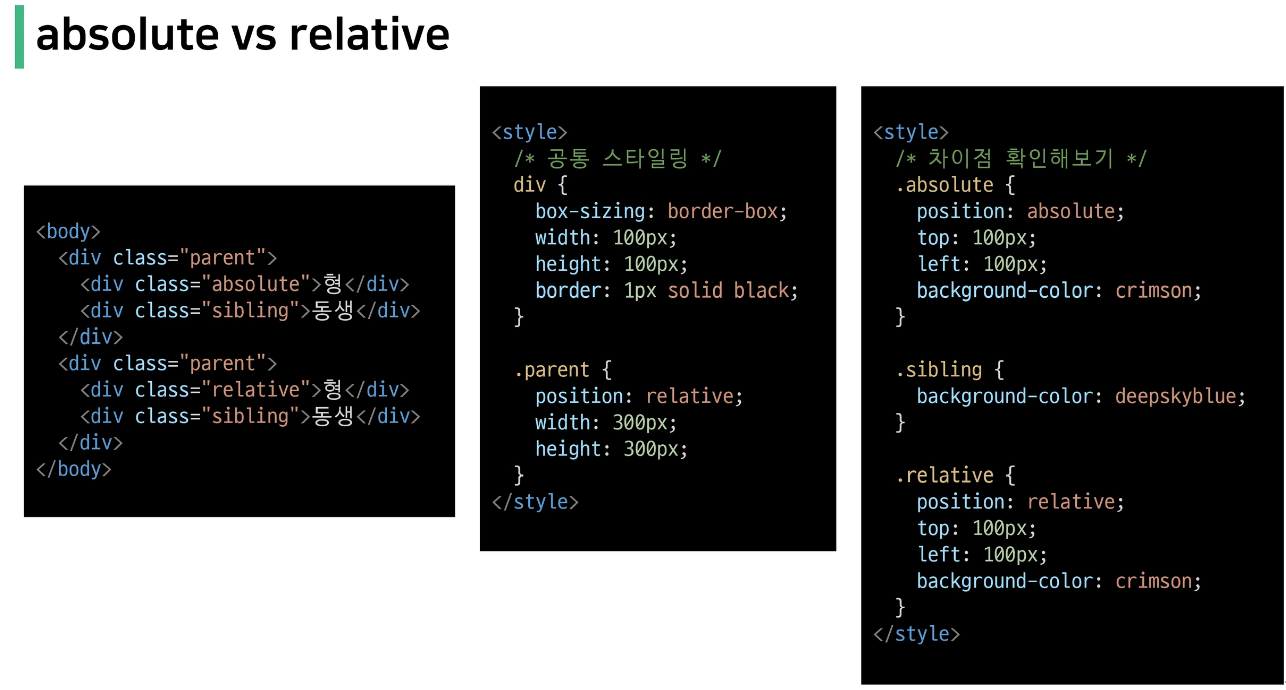 absolute vs relative
<body>
  <div class="parent">
    <div class="absolute">형</div>
    <div class="sibling">동생</div>
  </div>
  <div class="parent">
    <div class="relative">형</div>
    <div class="sibling">동생</div>
  </div>
</body>
<style>
  /* 공통 스타일링 */
  div {
    box-sizing: border-box;
    width: 100px;
    height: 100px;
    border: 1px solid black;
  }
  .parent {
    position: relative;
    width: 300px;
    height: 300px;
  }
</style>
<style>
  /* 차이점 확인해보기 */
  .absolute {
    position: absolute;
    top: 100px;
    left: 100px;
    background-color: crimson;
  }
  .sibling {
    background-color: deepskyblue;
  }
  .relative {
    position: relative;
    top: 100px;
    left: 100px;
    background-color: crimson;
  }
</style>